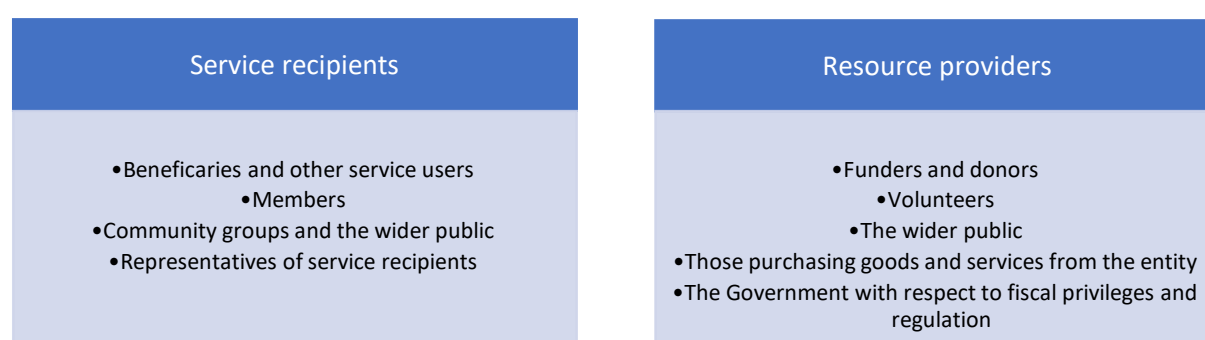 Service recipients
•Beneficaries and other service users
•Members
•Community groups and the wider public
•Representatives of service recipients
Resource providers
•Funders and donors
•Volunteers
•The wider public
•Those purchasing goods and services from the entity
•The Government with respect to fiscal privileges and
regulation